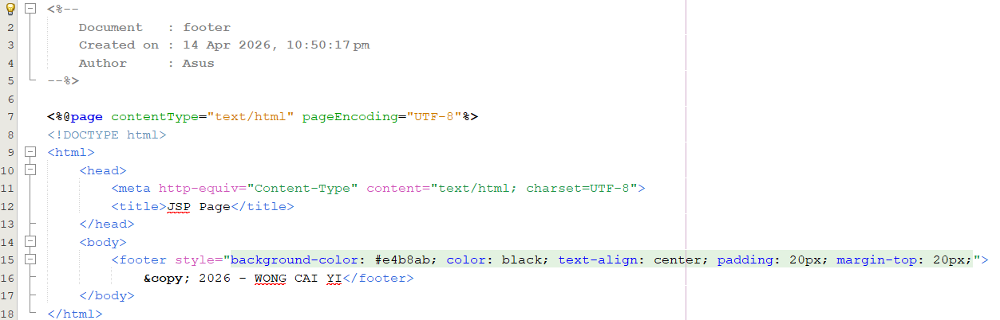 <%--
2 Document : footer
3 Created on : 14 Apr 2026, 10:50:17 pm
4 Author : Asus
5 --%>
6
7 <%@page contentType="text/html" pageEncoding="UTF-8"%>
8 <!DOCTYPE html>
9 <html>
10 <head>
11 <meta http-equiv="Content-Type" content="text/html; charset=UTF-8">
12 <title>JSP Page</title>
13 </head>
14 <body>
15 <footer style="background-color: #e4b8ab; color: black; text-align: center; padding: 20px; margin-top: 20px;">
16 &copy; 2026 - WONG CAI YI</footer>
17 </body>
18 </html>